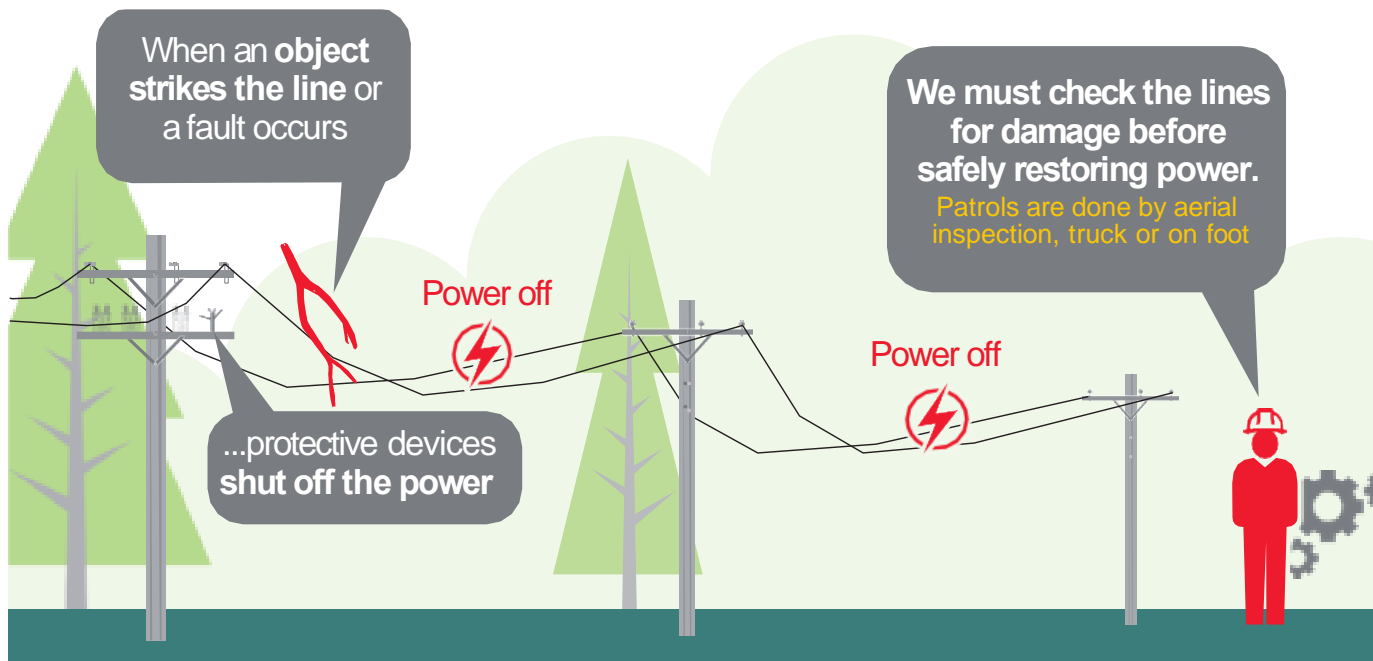 When an object
strikes the line or
a fault occurs
...protective devices
shut off the power
Power off
Power off
We must check the lines
for damage before
safely restoring power.
Patrols are done by aerial
inspection, truck or on foot